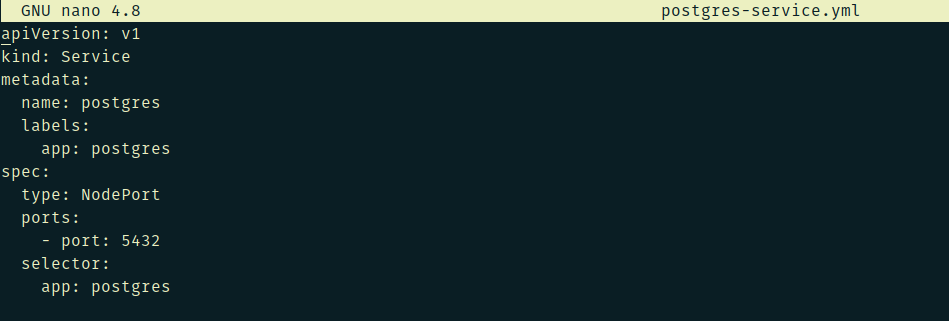 GNU nano 4.8 postgres-service.yml
apiVersion: v1
kind: Service
metadata:
  name: postgres
  labels:
    app: postgres
spec:
  type: NodePort
  ports:
    - port: 5432
  selector:
    app: postgres